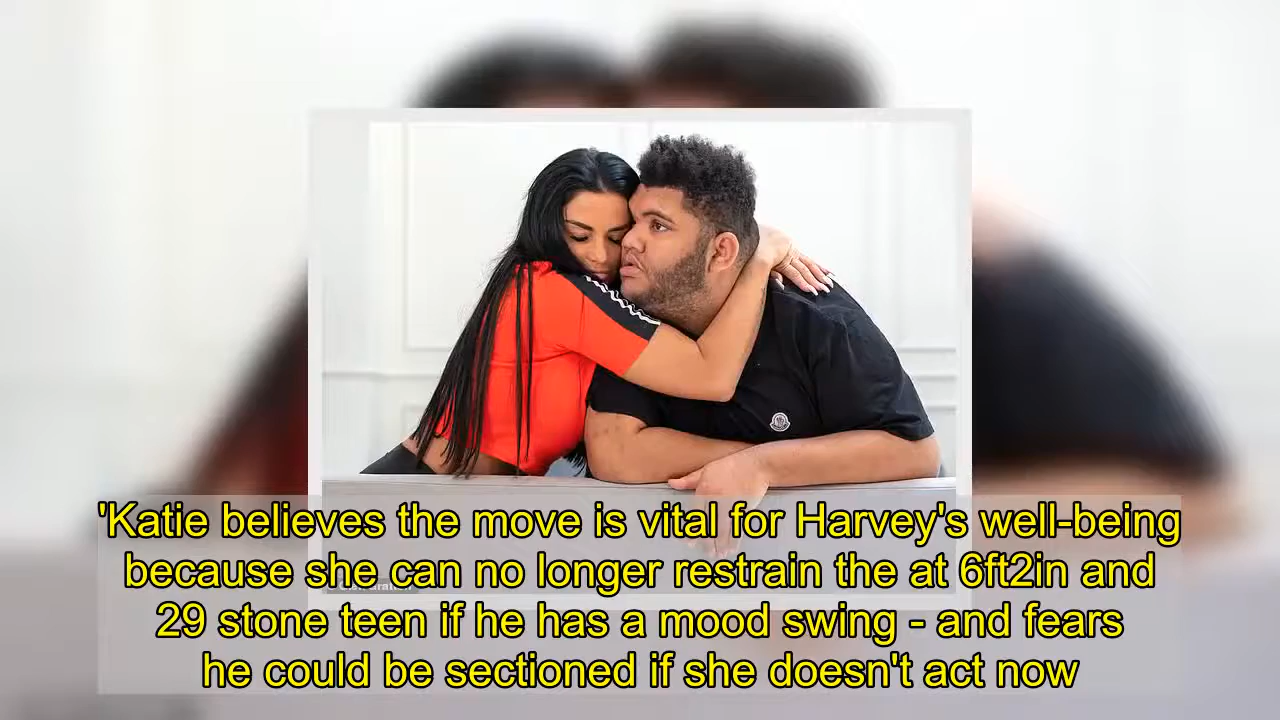 'Katie believes the move is vital for Harvey's well-being
because she can no longer restrain the at 6ft2in and
29 stone teen if he has a mood swing - and fears
he could be sectioned if she doesn't act now